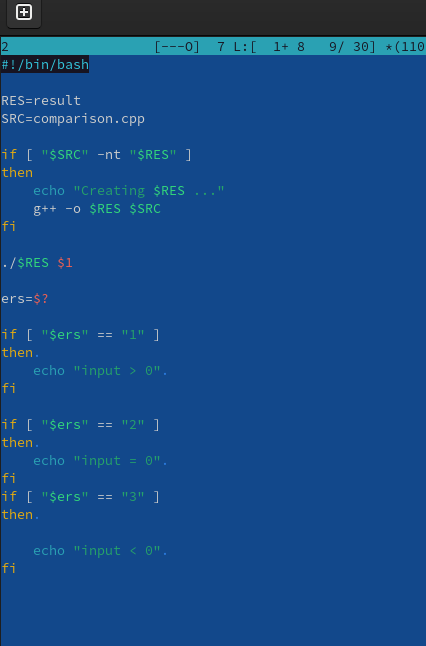 2 [---O] 7 L:[ 1+ 8 9/ 30] *(110
#!/bin/bash
RES=result
SRC=comparison.cpp
if [ "$SRC" -nt "$RES" ]
then
echo "Creating $RES ..."
g++ -o $RES $SRC
fi
./$RES $1
ers=$?
if [ "$ers" == "1" ]
then.
echo "input > 0".
fi
if [ "$ers" == "2" ]
then.
echo "input = 0".
fi
if [ "$ers" == "3" ]
then.
echo "input < 0".
fi